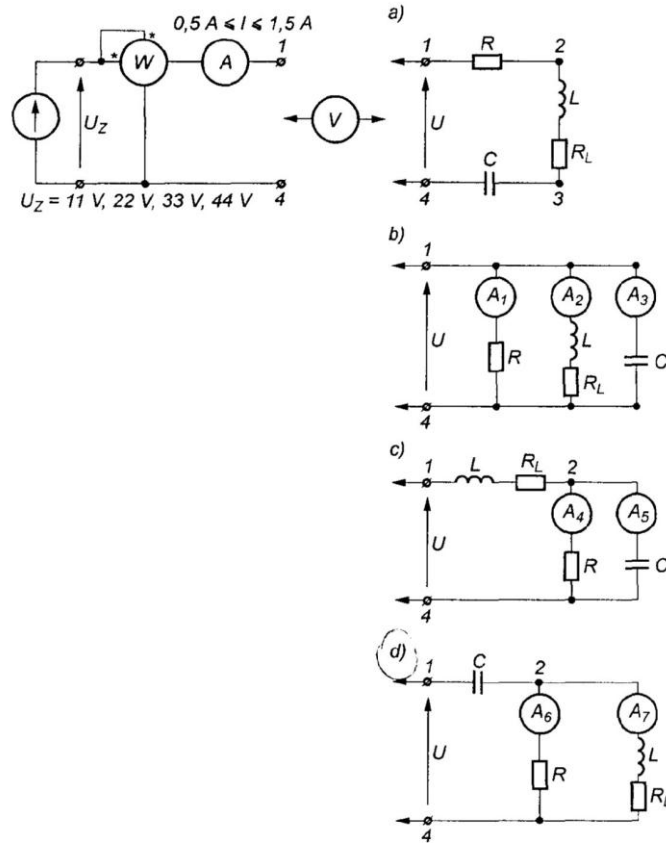 0,5 A ⩽ I ⩽ 1,5 A
1
* *
W
A
U_Z
V
4
U_Z = 11 V, 22 V, 33 V, 44 V
a)
1
R
2
U
L
R_L
C
4
3
b)
1
A_1
A_2
A_3
U
L
R
C
R_L
4
c)
1
L
R_L
2
A_4
A_5
U
R
C
4
d)
1
C
2
A_6
A_7
U
L
R
R_L
4